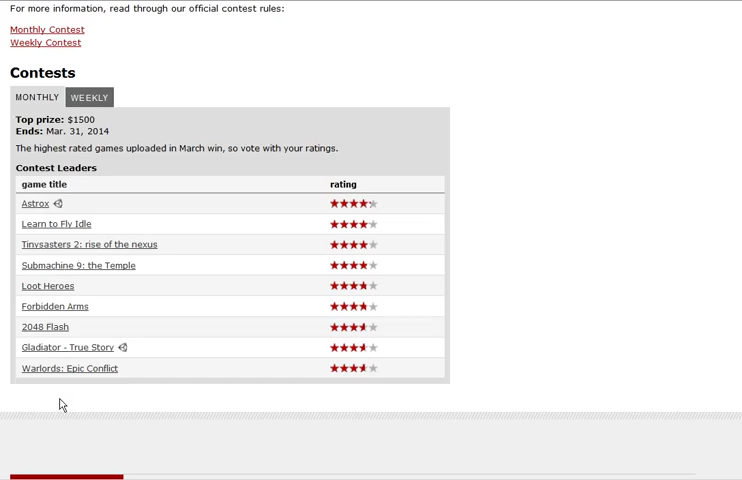 For more information, read through our official contest rules:
Monthly Contest
Weekly Contest
Contests
MONTHLY WEEKLY
Top prize: $1500
Ends: Mar. 31, 2014
The highest rated games uploaded in March win, so vote with your ratings.
Contest Leaders
game title rating
Astrox
Learn to Fly Idle
Tinysasters 2: rise of the nexus
Submachine 9: the Temple
Loot Heroes
Forbidden Arms
2048 Flash
Gladiator - True Story
Warlords: Epic Conflict